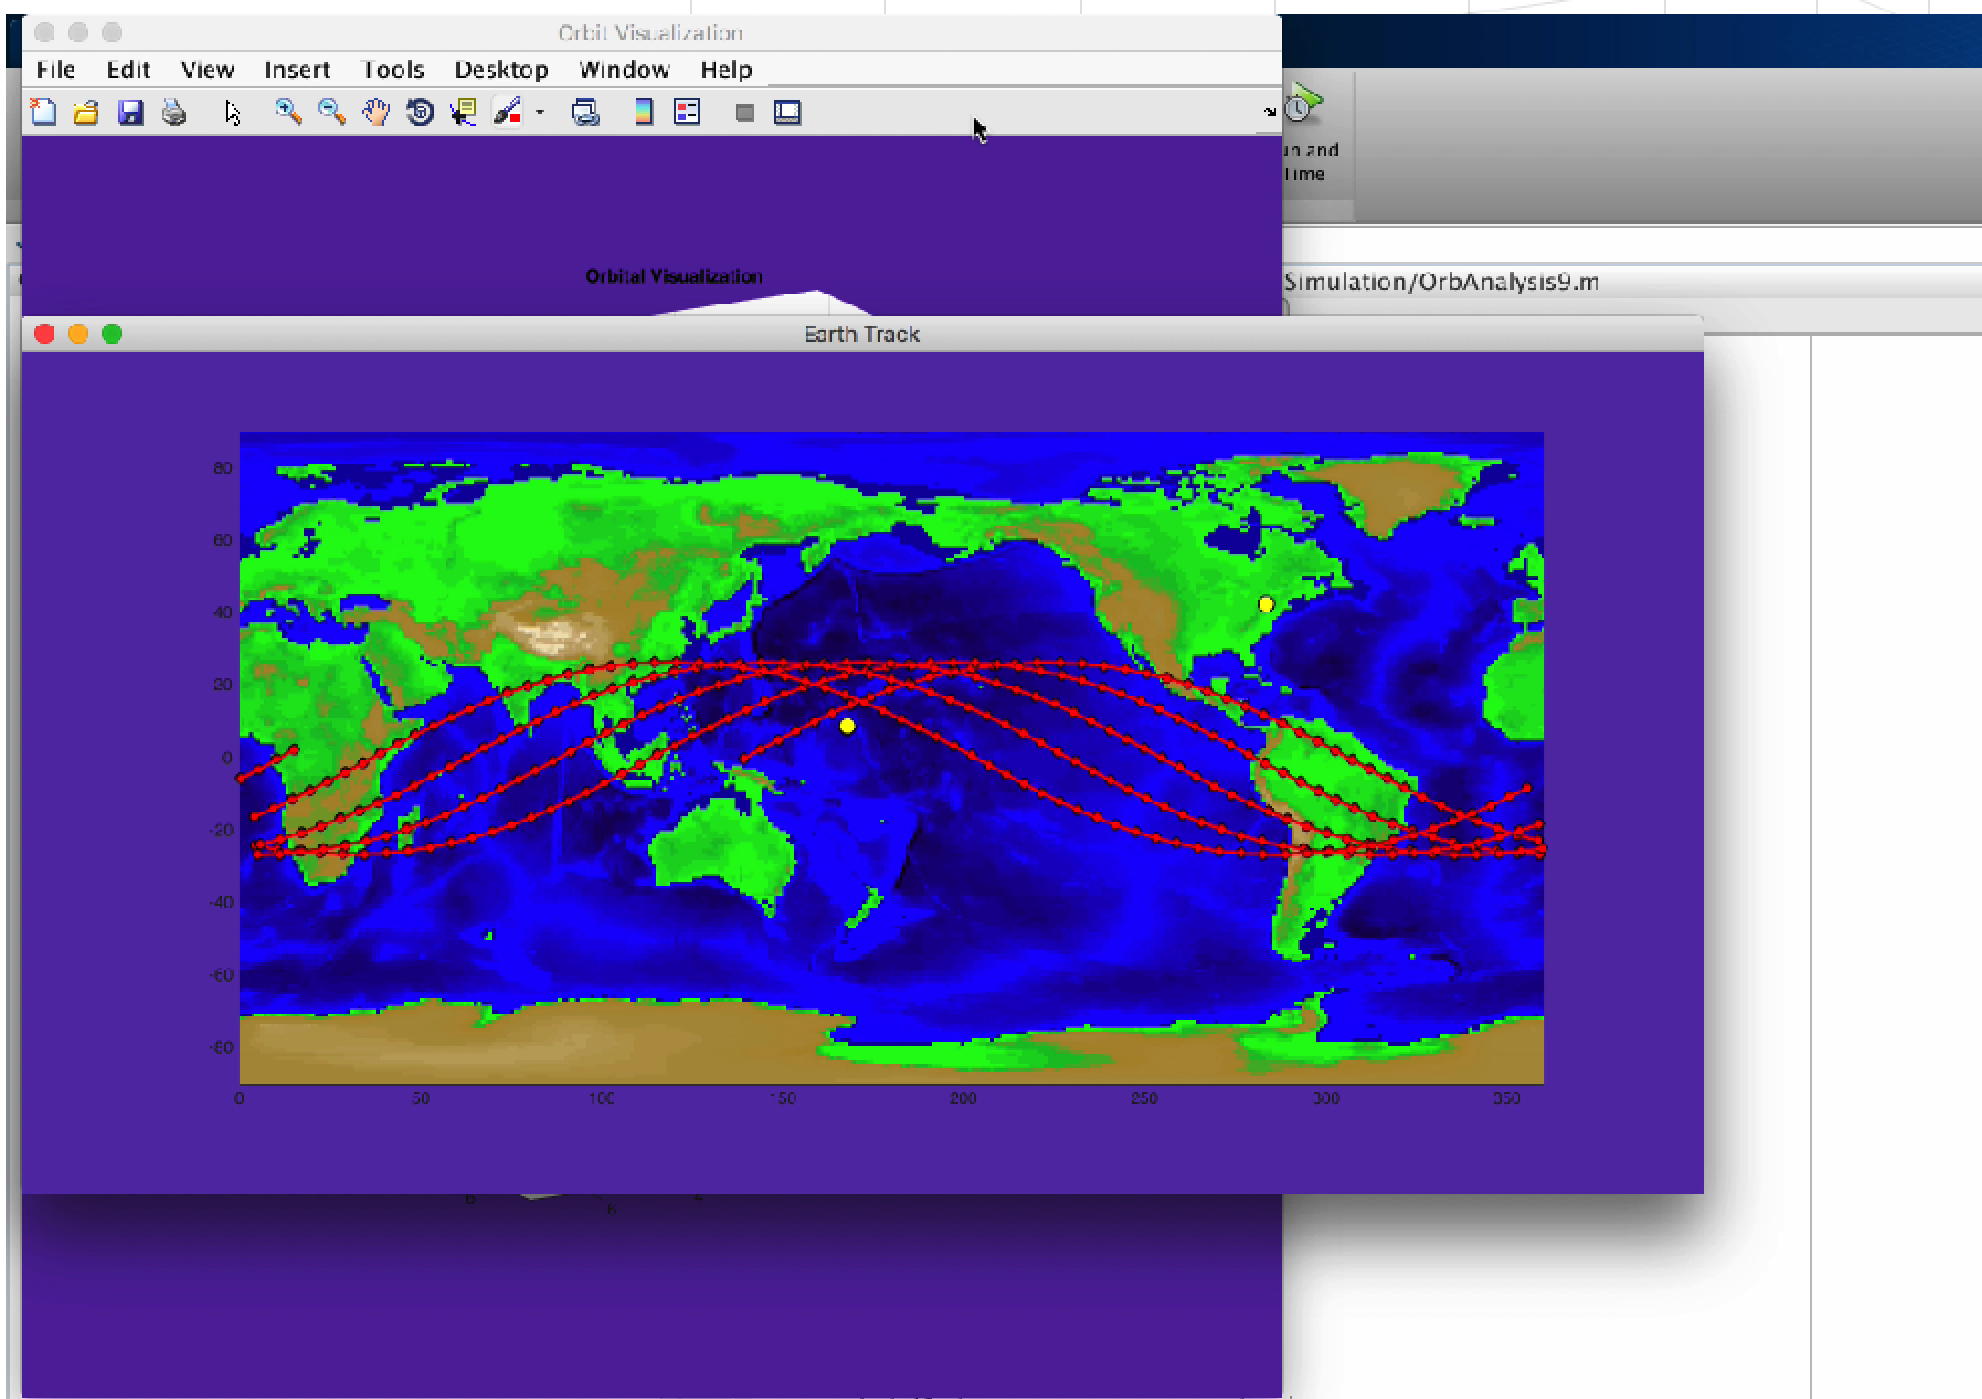 Orbit Visualization
File Edit View Insert Tools Desktop Window Help
un and
Time
Orbital Visualization
Simulation/OrbAnalysis9.m
Earth Track
80
60
40
20
0
-20
-40
-60
-80
0 50 100 150 200 250 300 350